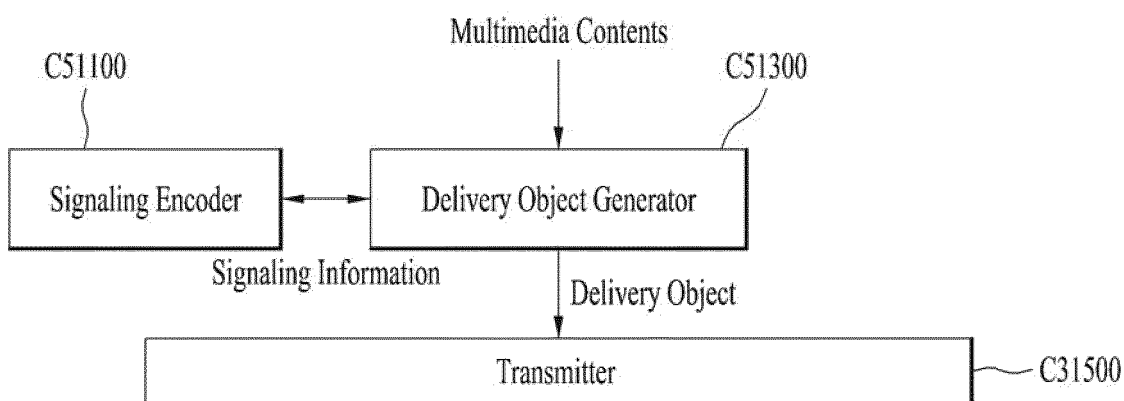 Multimedia Contents
C51100
C51300
Signaling Encoder
Delivery Object Generator
Signaling Information
Delivery Object
Transmitter
C31500